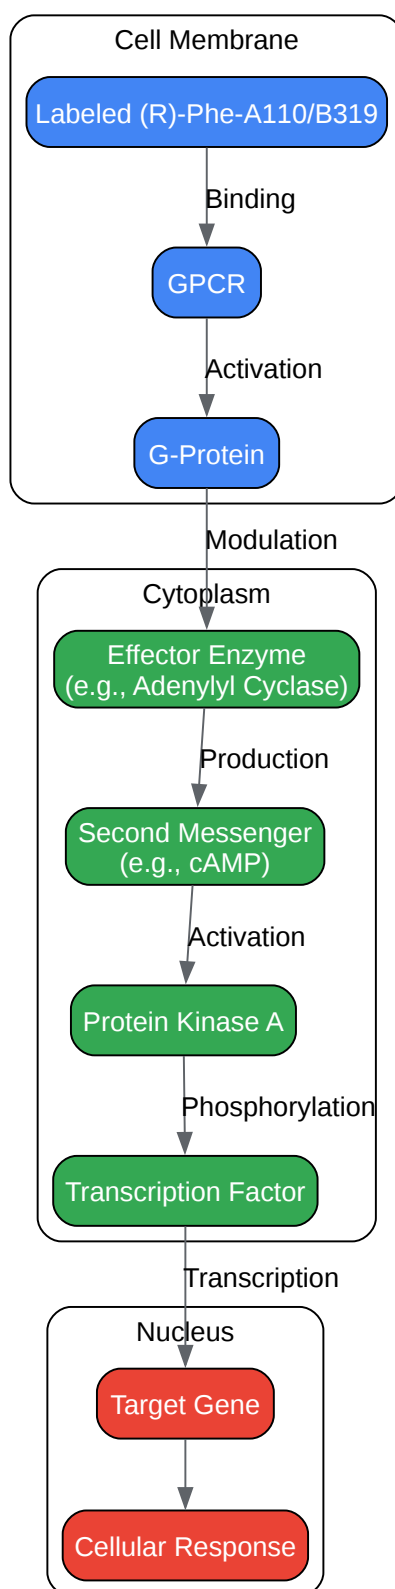 Cell Membrane
Labeled (R)-Phe-A110/B319
Binding
GPCR
Activation
G-Protein
Modulation
Cytoplasm
Effector Enzyme
(e.g., Adenylyl Cyclase)
Production
Second Messenger
(e.g., cAMP)
Activation
Protein Kinase A
Phosphorylation
Transcription Factor
Transcription
Nucleus
Target Gene
Cellular Response